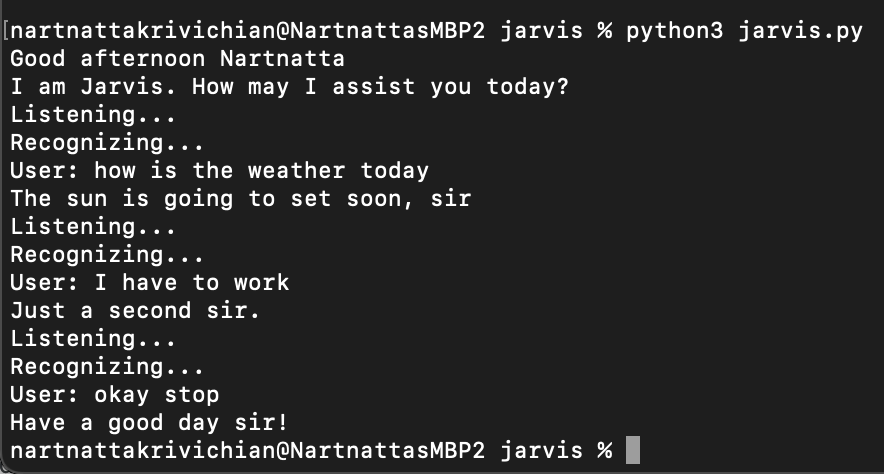 [nartnattakrivichian@NartnattasMBP2 jarvis % python3 jarvis.py
Good afternoon Nartnatta
I am Jarvis. How may I assist you today?
Listening...
Recognizing...
User: how is the weather today
The sun is going to set soon, sir
Listening...
Recognizing...
User: I have to work
Just a second sir.
Listening...
Recognizing...
User: okay stop
Have a good day sir!
nartnattakrivichian@NartnattasMBP2 jarvis %